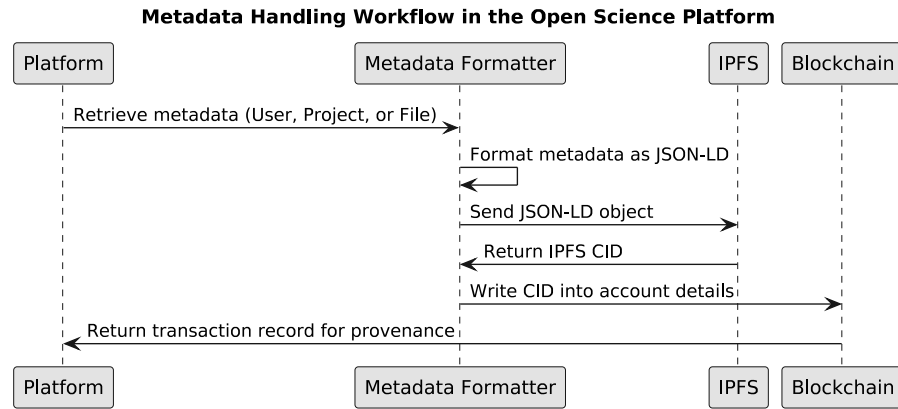 Metadata Handling Workflow in the Open Science Platform
Platform
Metadata Formatter
IPFS
Blockchain
Retrieve metadata (User, Project, or File)
Format metadata as JSON-LD
Send JSON-LD object
Return IPFS CID
Write CID into account details
Return transaction record for provenance
Platform
Metadata Formatter
IPFS
Blockchain